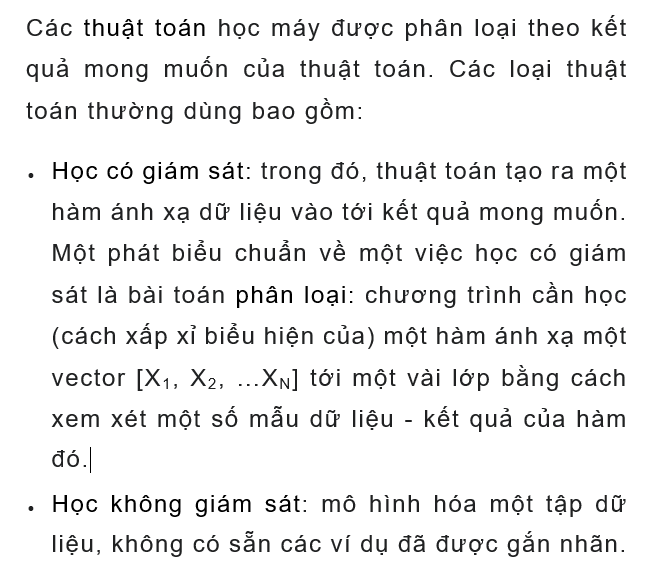 Các thuật toán học máy được phân loại theo kết
quả mong muốn của thuật toán. Các loại thuật
toán thường dùng bao gồm:
• Học có giám sát: trong đó, thuật toán tạo ra một
hàm ánh xạ dữ liệu vào tới kết quả mong muốn.
Một phát biểu chuẩn về một việc học có giám
sát là bài toán phân loại: chương trình cần học
(cách xấp xỉ biểu hiện của) một hàm ánh xạ một
vector [X₁, X₂, ...X_N] tới một vài lớp bằng cách
xem xét một số mẫu dữ liệu - kết quả của hàm
đó.
• Học không giám sát: mô hình hóa một tập dữ
liệu, không có sẵn các ví dụ đã được gắn nhãn.